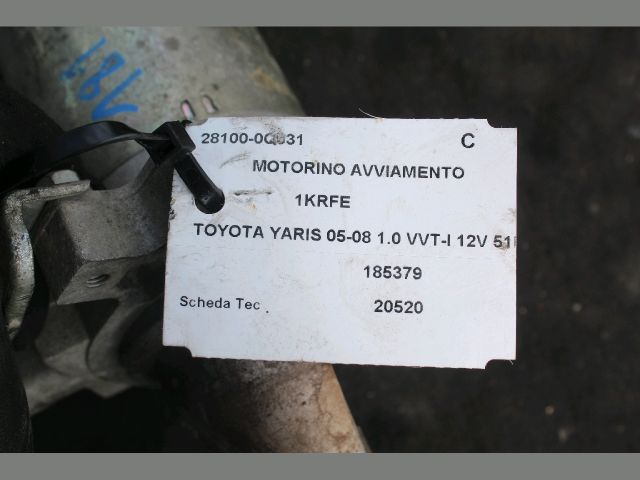 28100-0Q031 C
MOTORINO AVVIAMENTO
1KRFE
TOYOTA YARIS 05-08 1.0 VVT-I 12V 51
185379
Scheda Tec 20520